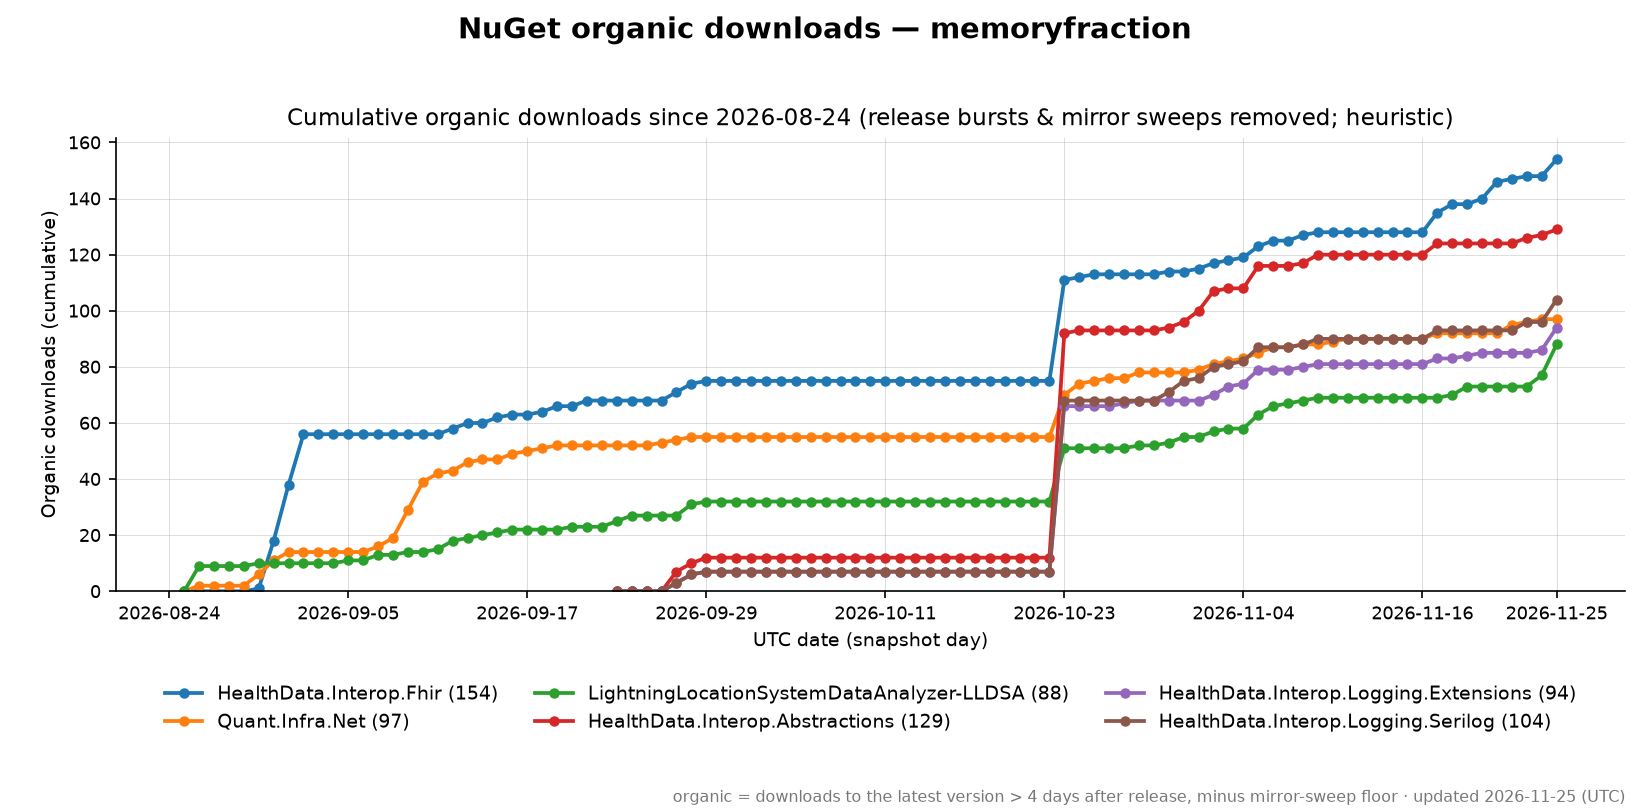 NuGet organic downloads — memoryfraction
Cumulative organic downloads since 2026-08-24 (release bursts & mirror sweeps removed; heuristic)
Organic downloads (cumulative)
160
140
120
100
80
60
40
20
0
2026-08-24 2026-09-05 2026-09-17 2026-09-29 2026-10-11 2026-10-23 2026-11-04 2026-11-16 2026-11-25
UTC date (snapshot day)
HealthData.Interop.Fhir (154) LightningLocationSystemDataAnalyzer-LLDSA (88) HealthData.Interop.Logging.Extensions (94)
Quant.Infra.Net (97) HealthData.Interop.Abstractions (129) HealthData.Interop.Logging.Serilog (104)
organic = downloads to the latest version > 4 days after release, minus mirror-sweep floor · updated 2026-11-25 (UTC)